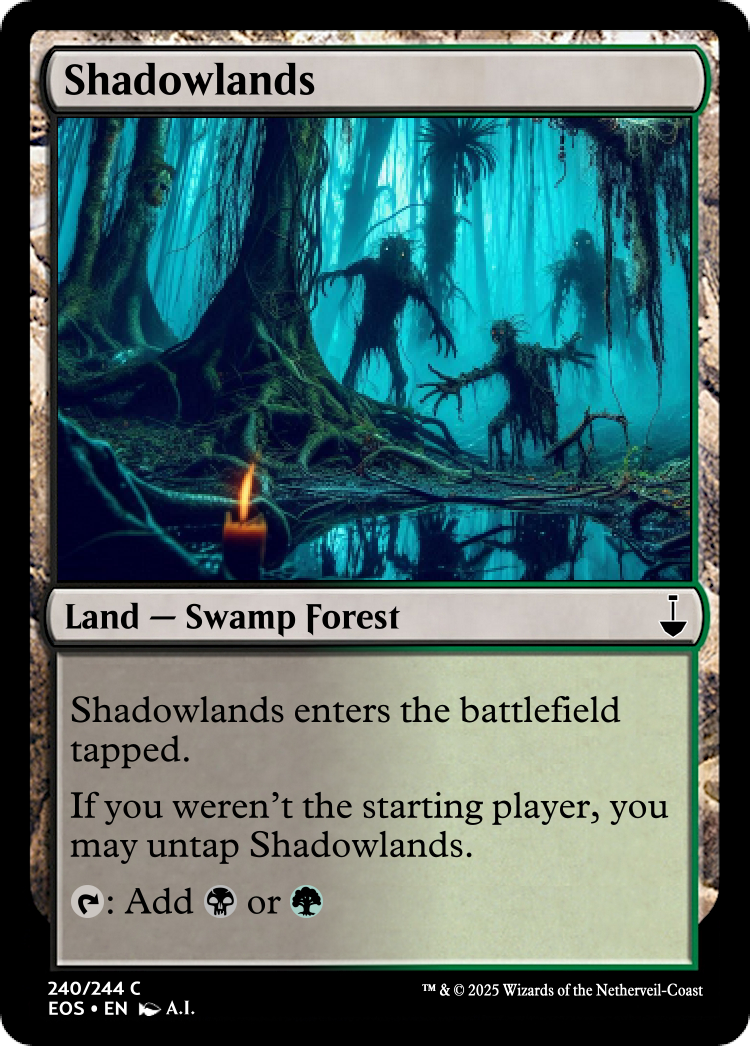 Shadowlands
Land — Swamp Forest
Shadowlands enters the battlefield
tapped.
If you weren't the starting player, you
may untap Shadowlands.
: Add or
240/244 C
EOS • EN A.I.
™ & © 2025 Wizards of the Netherveil-Coast